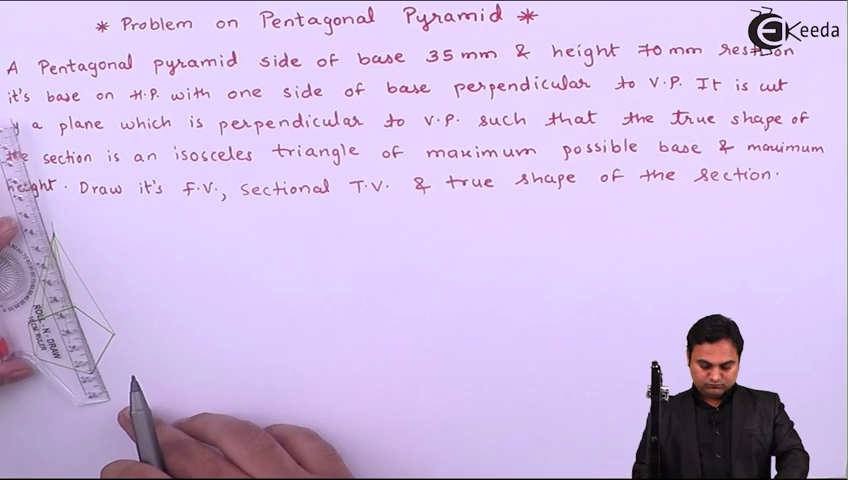 * Problem on Pentagonal Pyramid *
A Pentagonal pyramid side of base 35 mm & height 70 mm rests on
it's base on H.P. with one side of base perpendicular to V.P. It is cut
a plane which is perpendicular to V.P. such that the true shape of
the section is an isosceles triangle of maximum possible base & maximum
height. Draw it's F.V., Sectional T.V. & true shape of the section.
Ekeeda
ROLL-N-DRAW